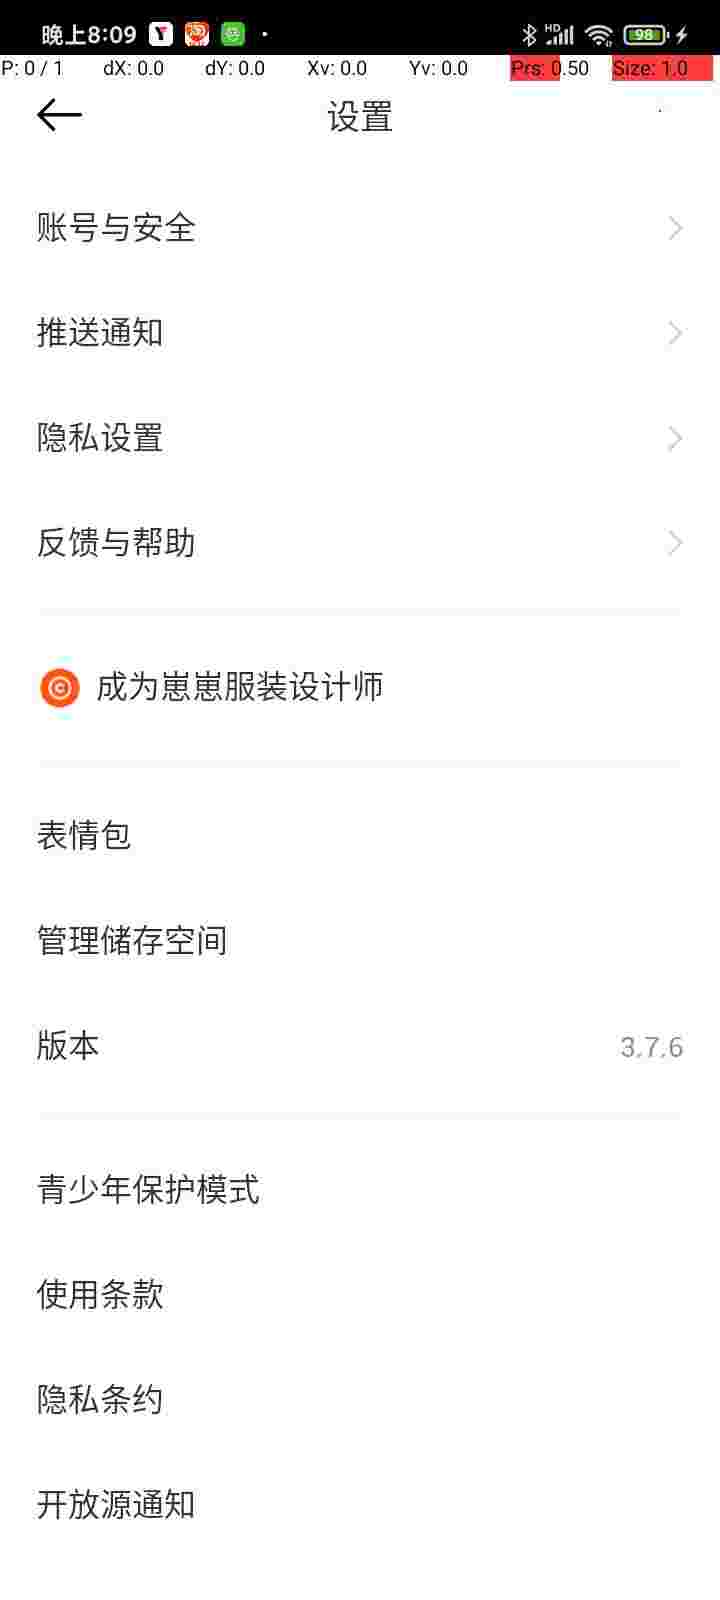 晚上8:09
HD
98
P: 0 / 1 dX: 0.0 dY: 0.0 Xv: 0.0 Yv: 0.0 Prs: 0.50 Size: 1.0
设置
账号与安全
推送通知
隐私设置
反馈与帮助
成为崽崽服装设计师
表情包
管理储存空间
版本 3.7.6
青少年保护模式
使用条款
隐私条约
开放源通知